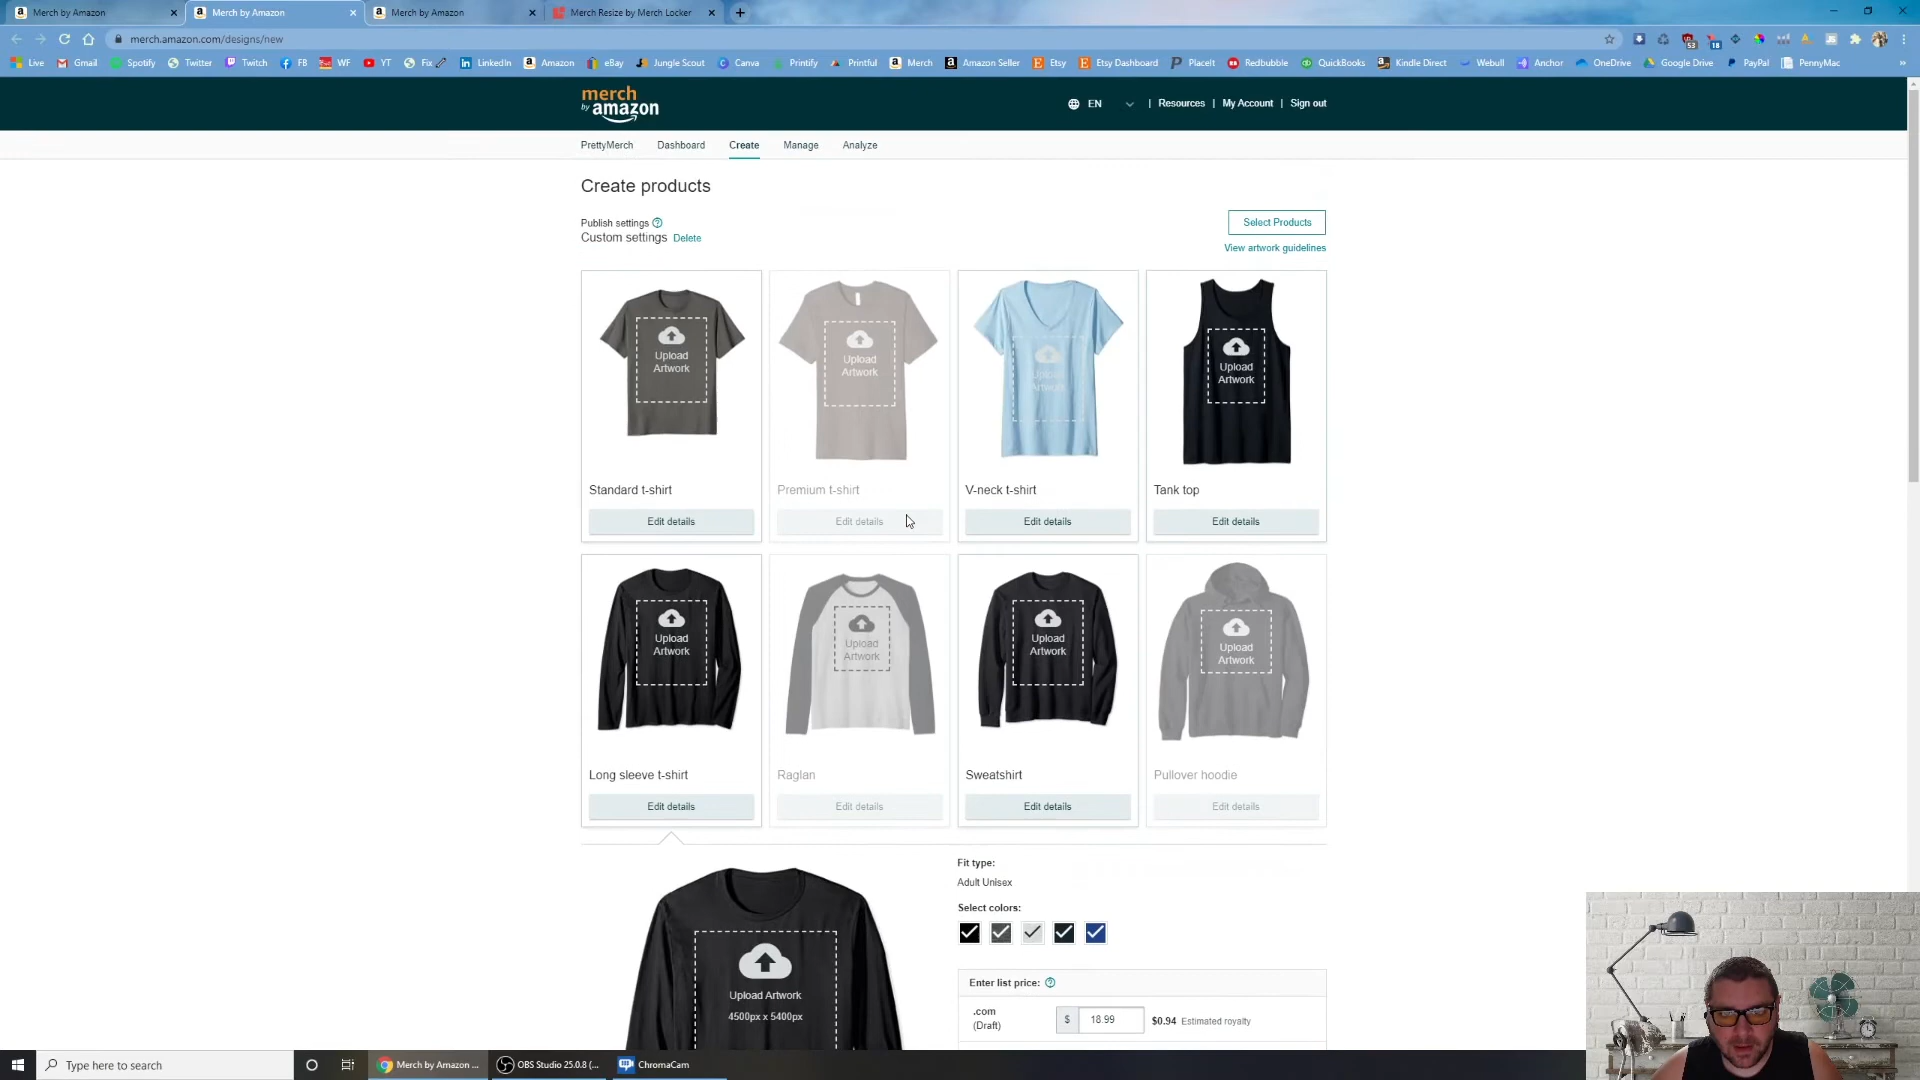 Merch by Amazon
Merch by Amazon
Merch by Amazon
Merch Resize by Merch Locker
merch.amazon.com/designs/new
53
18
Live
Gmail
Spotify
Twitter
Twitch
FB
WF
YT
Fix
LinkedIn
Amazon
eBay
Jungle Scout
Canva
Printify
Printful
Merch
Amazon Seller
Etsy
Etsy Dashboard
PlaceIt
Redbubble
QuickBooks
Kindle Direct
Webull
Anchor
OneDrive
Google Drive
PayPal
PennyMac
merch
by amazon
EN
| Resources | My Account | Sign out
PrettyMerch
Dashboard
Create
Manage
Analyze
Create products
Publish settings
Custom settings Delete
Select Products
View artwork guidelines
Upload
Artwork
Upload
Artwork
Upload
Artwork
Upload
Artwork
Standard t-shirt
Premium t-shirt
V-neck t-shirt
Tank top
Edit details
Edit details
Edit details
Edit details
Upload
Artwork
Upload
Artwork
Upload
Artwork
Upload
Artwork
Long sleeve t-shirt
Raglan
Sweatshirt
Pullover hoodie
Edit details
Edit details
Edit details
Edit details
Fit type:
Adult Unisex
Select colors:
Upload Artwork
4500px x 5400px
Enter list price:
.com
(Draft)
$ 18.99
$0.94 Estimated royalty
Type here to search
Merch by Amazon ...
OBS Studio 25.0.8 (...
ChromaCam